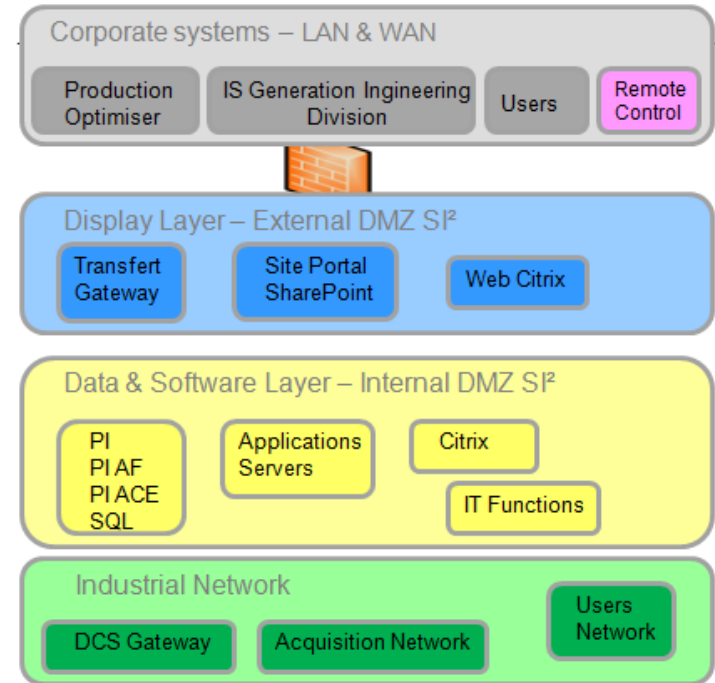 Corporate systems – LAN & WAN
Production
Optimiser
IS Generation Ingineering
Division
Users
Remote
Control
Display Layer – External DMZ SI²
Transfert
Gateway
Site Portal
SharePoint
Web Citrix
Data & Software Layer – Internal DMZ SI²
PI
PI AF
PI ACE
SQL
Applications
Servers
Citrix
IT Functions
Industrial Network
DCS Gateway
Acquisition Network
Users
Network